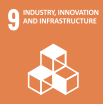 9 INDUSTRY, INNOVATION
AND INFRASTRUCTURE